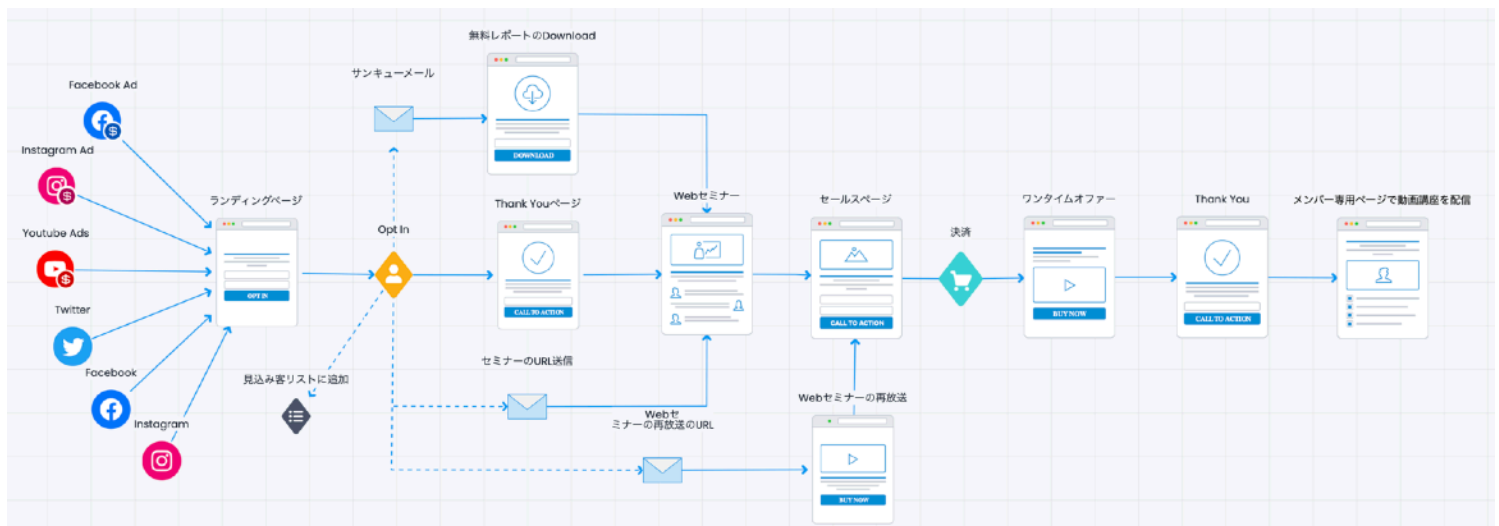 無料レポートのDownload
サンキューメール
Facebook Ad
DOWNLOAD
Instagram Ad
ランディングページ
Thank Youページ
Webセミナー
セールスページ
ワンタイムオファー
Thank You
メンバー専用ページで動画講座を配信
Opt In
決済
Youtube Ads
OPT IN
CALL TO ACTION
CALL TO ACTION
BUY NOW
CALL TO ACTION
Twitter
セミナーのURL送信
Facebook
見込み客リストに追加
Webセミナーの再放送
Webセ
ミナーの再放送のURL
Instagram
BUY NOW